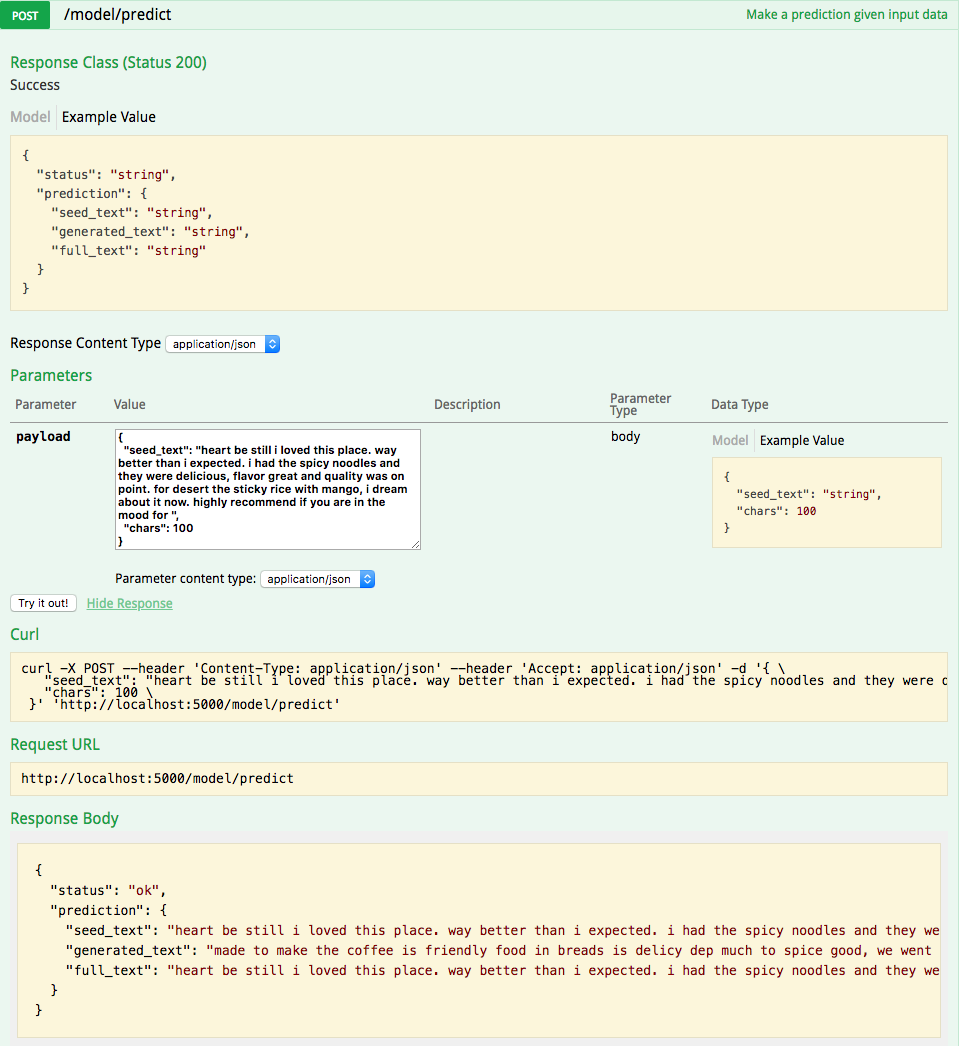 POST /model/predict Make a prediction given input data
Response Class (Status 200)
Success
Model Example Value
{
  "status": "string",
  "prediction": {
    "seed_text": "string",
    "generated_text": "string",
    "full_text": "string"
  }
}
Response Content Type application/json
Parameters
Parameter Value Description Parameter Type Data Type
payload
{
  "seed_text": "heart be still i loved this place. way
better than i expected. i had the spicy noodles and
they were delicious, flavor great and quality was on
point. for desert the sticky rice with mango, i dream
about it now. highly recommend if you are in the
mood for ",
  "chars": 100
}
body
Model Example Value
{
  "seed_text": "string",
  "chars": 100
}
Parameter content type: application/json
Try it out! Hide Response
Curl
curl -X POST --header 'Content-Type: application/json' --header 'Accept: application/json' -d '{ \
   "seed_text": "heart be still i loved this place. way better than i expected. i had the spicy noodles and they were
   "chars": 100 \
 }' 'http://localhost:5000/model/predict'
Request URL
http://localhost:5000/model/predict
Response Body
{
  "status": "ok",
  "prediction": {
    "seed_text": "heart be still i loved this place. way better than i expected. i had the spicy noodles and they we
    "generated_text": "made to make the coffee is friendly food in breads is delicy dep much to spice good, we went
    "full_text": "heart be still i loved this place. way better than i expected. i had the spicy noodles and they we
  }
}